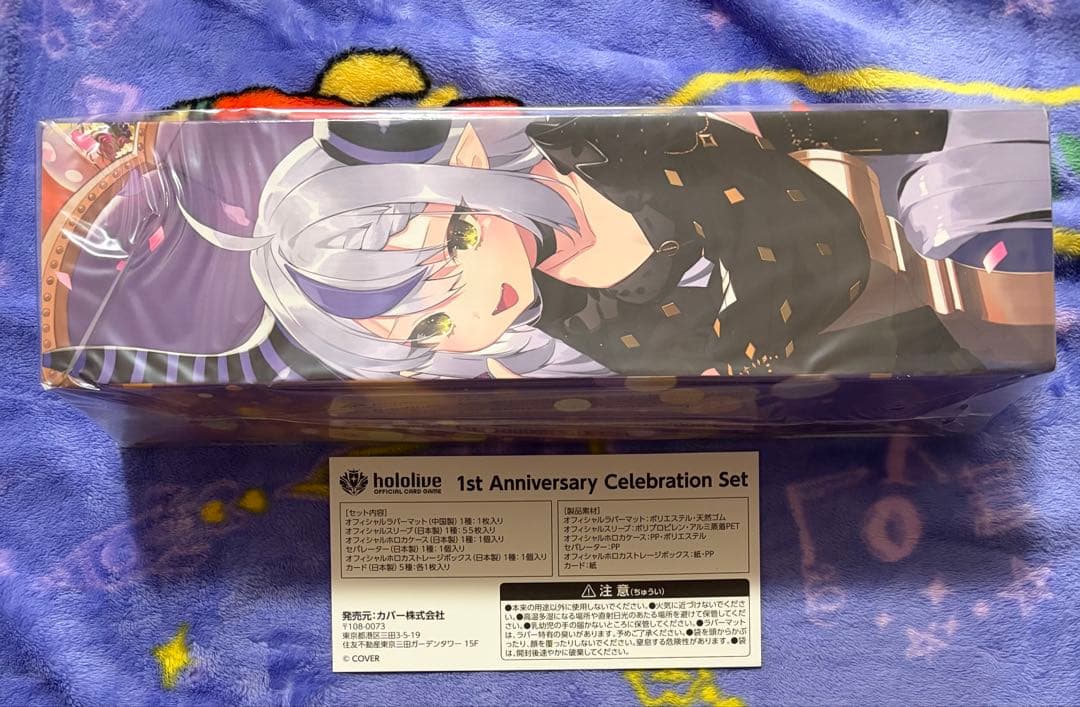 hololive
OFFICIAL CARD GAME
1st Anniversary Celebration Set
[セット内容]
オフィシャルラバーマット(中国製)1種:1枚入り
オフィシャルスリーブ(日本製)1種:55枚入り
オフィシャルホロカケース(日本製)1種:1個入り
セパレーター(日本製)1種:1個入り
オフィシャルホロカストレージボックス(日本製)1種:1個入り
カード(日本製)5種:各1枚入り
[製品素材]
オフィシャルラバーマット:ポリエステル・天然ゴム
オフィシャルスリーブ:ポリプロピレン・アルミ蒸着PET
オフィシャルホロカケース:PP・ポリエステル
セパレーター:PP
オフィシャルホロカストレージボックス:紙・PP
カード:紙
発売元:カバー株式会社
〒108-0073
東京都港区三田3-5-19
住友不動産東京三田ガーデンタワー 15F
© COVER
⚠注意(ちゅうい)
●本来の用途以外に使用しないでください。●火気に近づけないでくださ
い。●高温多湿になる場所や直射日光のあたる場所を避けて保管してくださ
い。●乳幼児の手の届かないところに保管してください。●ラバーマット
は、ラバー特有の臭いがあります。予めご了承ください。●袋を頭からかぶ
ったり、顔を覆ったりしないでください。窒息する危険性があります。●袋
は、開封後速やかに破棄してください。